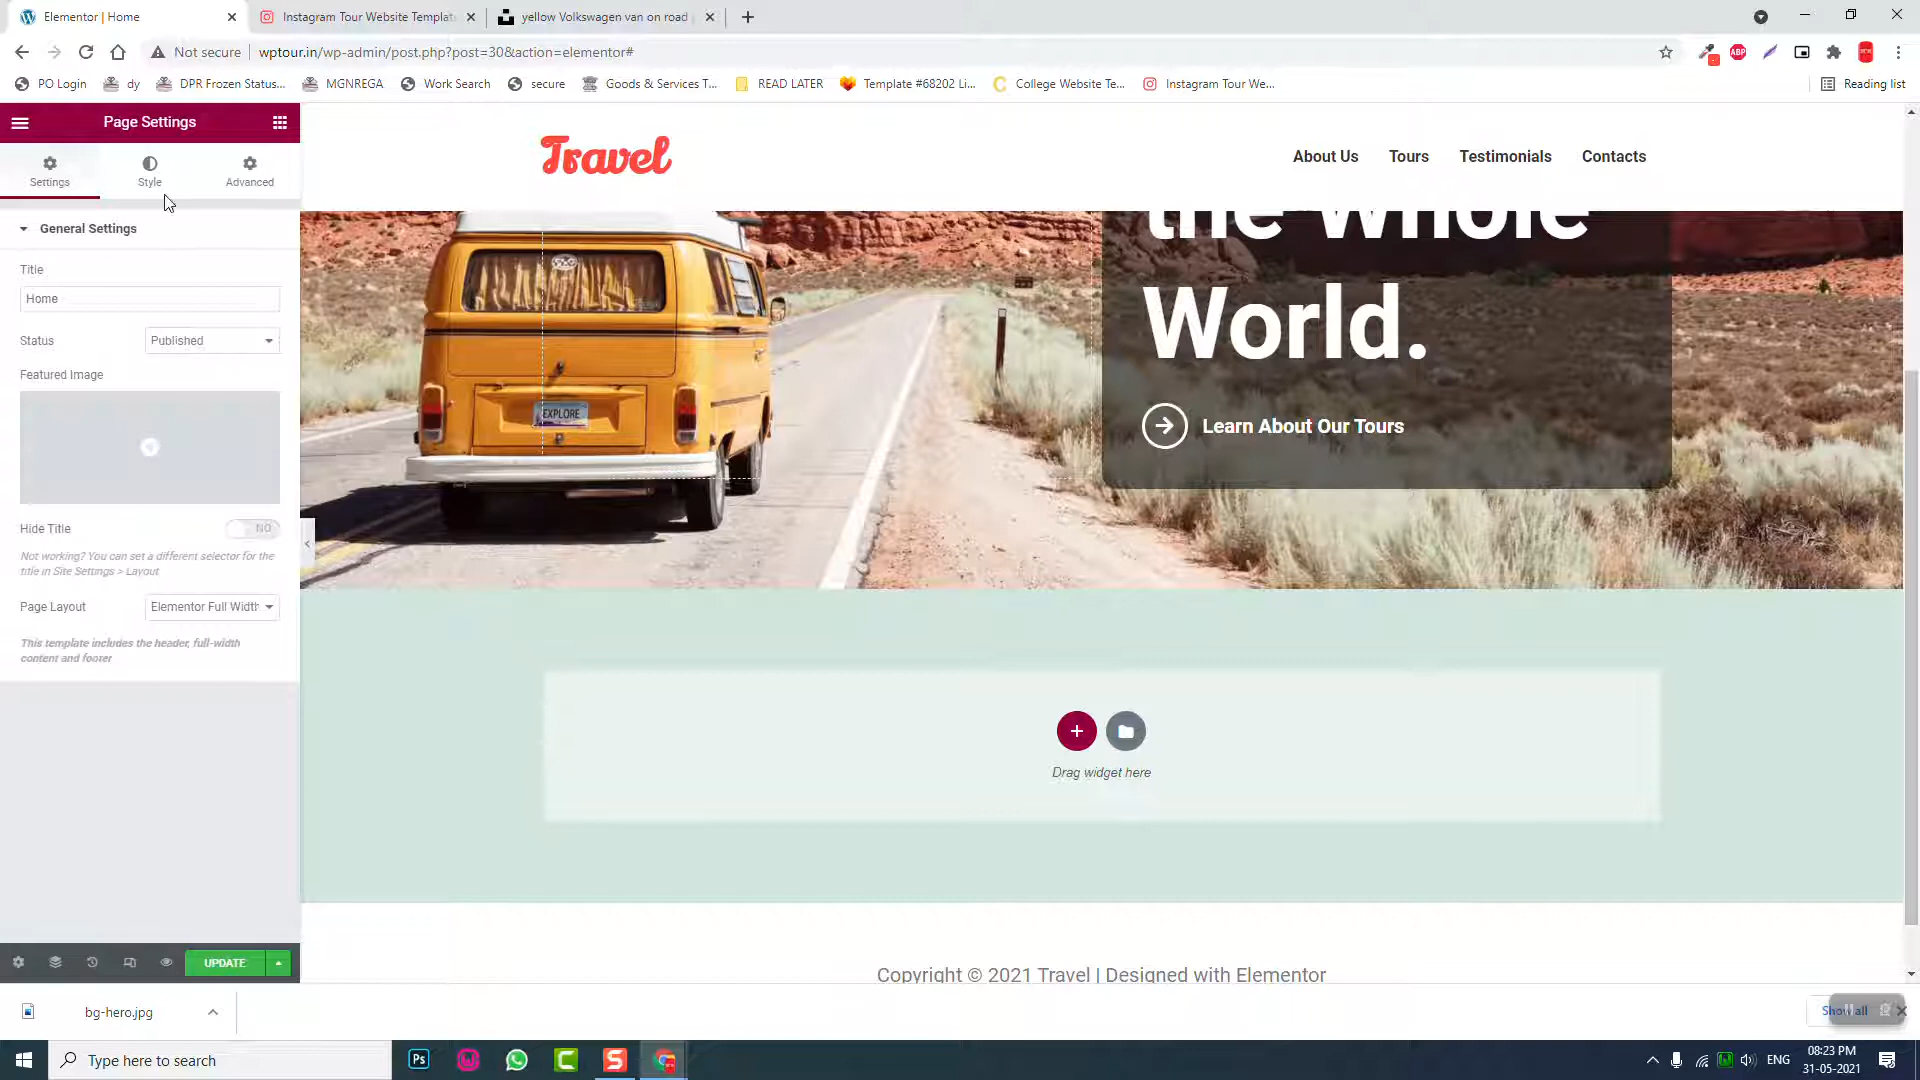 Elementor | Home
Instagram Tour Website Templat
yellow Volkswagen van on road
Not secure
wptour.in/wp-admin/post.php?post=30&action=elementor#
ABP
PO Login
dy
DPR Frozen Status...
MGNREGA
Work Search
secure
Goods & Services T...
READ LATER
Template #68202 Li...
College Website Te...
Instagram Tour We...
Reading list
Page Settings
Settings
Style
Advanced
General Settings
Title
Home
Status
Published
Featured Image
Hide Title
NO
Not working? You can set a different selector for the
title in Site Settings > Layout
Page Layout
Elementor Full Width
This template includes the header, full-width
content and footer
UPDATE
Travel
About Us
Tours
Testimonials
Contacts
the whole
World.
EXPLORE
Learn About Our Tours
Drag widget here
Copyright © 2021 Travel | Designed with Elementor
bg-hero.jpg
Show all
Type here to search
Ps
ENG
08:23 PM
31-05-2021